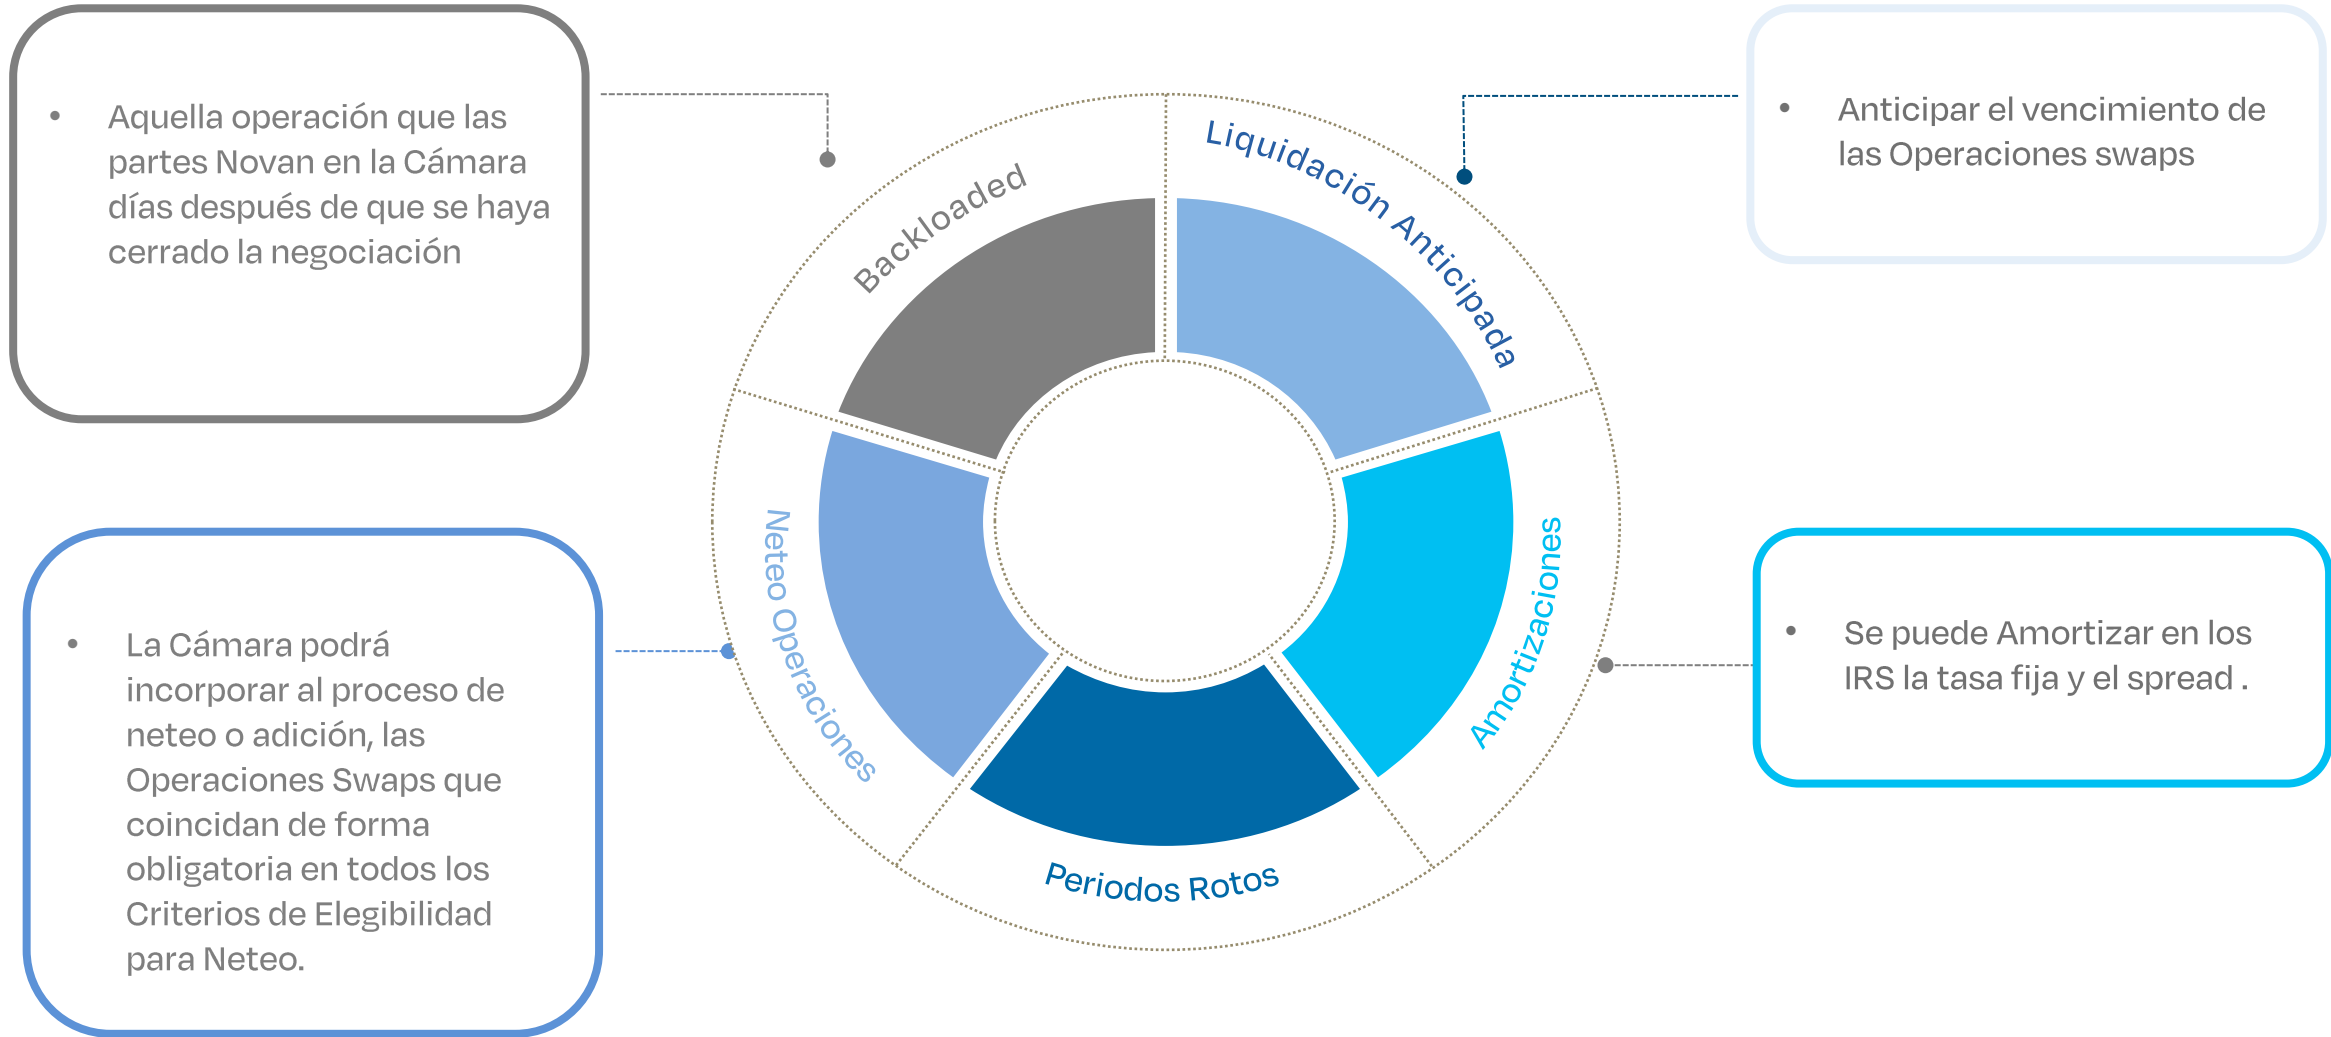 • Aquella operación que las
partes Novan en la Cámara
días después de que se haya
cerrado la negociación
Backloaded
Liquidación Anticipada
• Anticipar el vencimiento de
las Operaciones swaps
• La Cámara podrá
incorporar al proceso de
neteo o adición, las
Operaciones Swaps que
coincidan de forma
obligatoria en todos los
Criterios de Elegibilidad
para Neteo.
Neteo Operaciones
Amortizaciones
• Se puede Amortizar en los
IRS la tasa fija y el spread .
Periodos Rotos